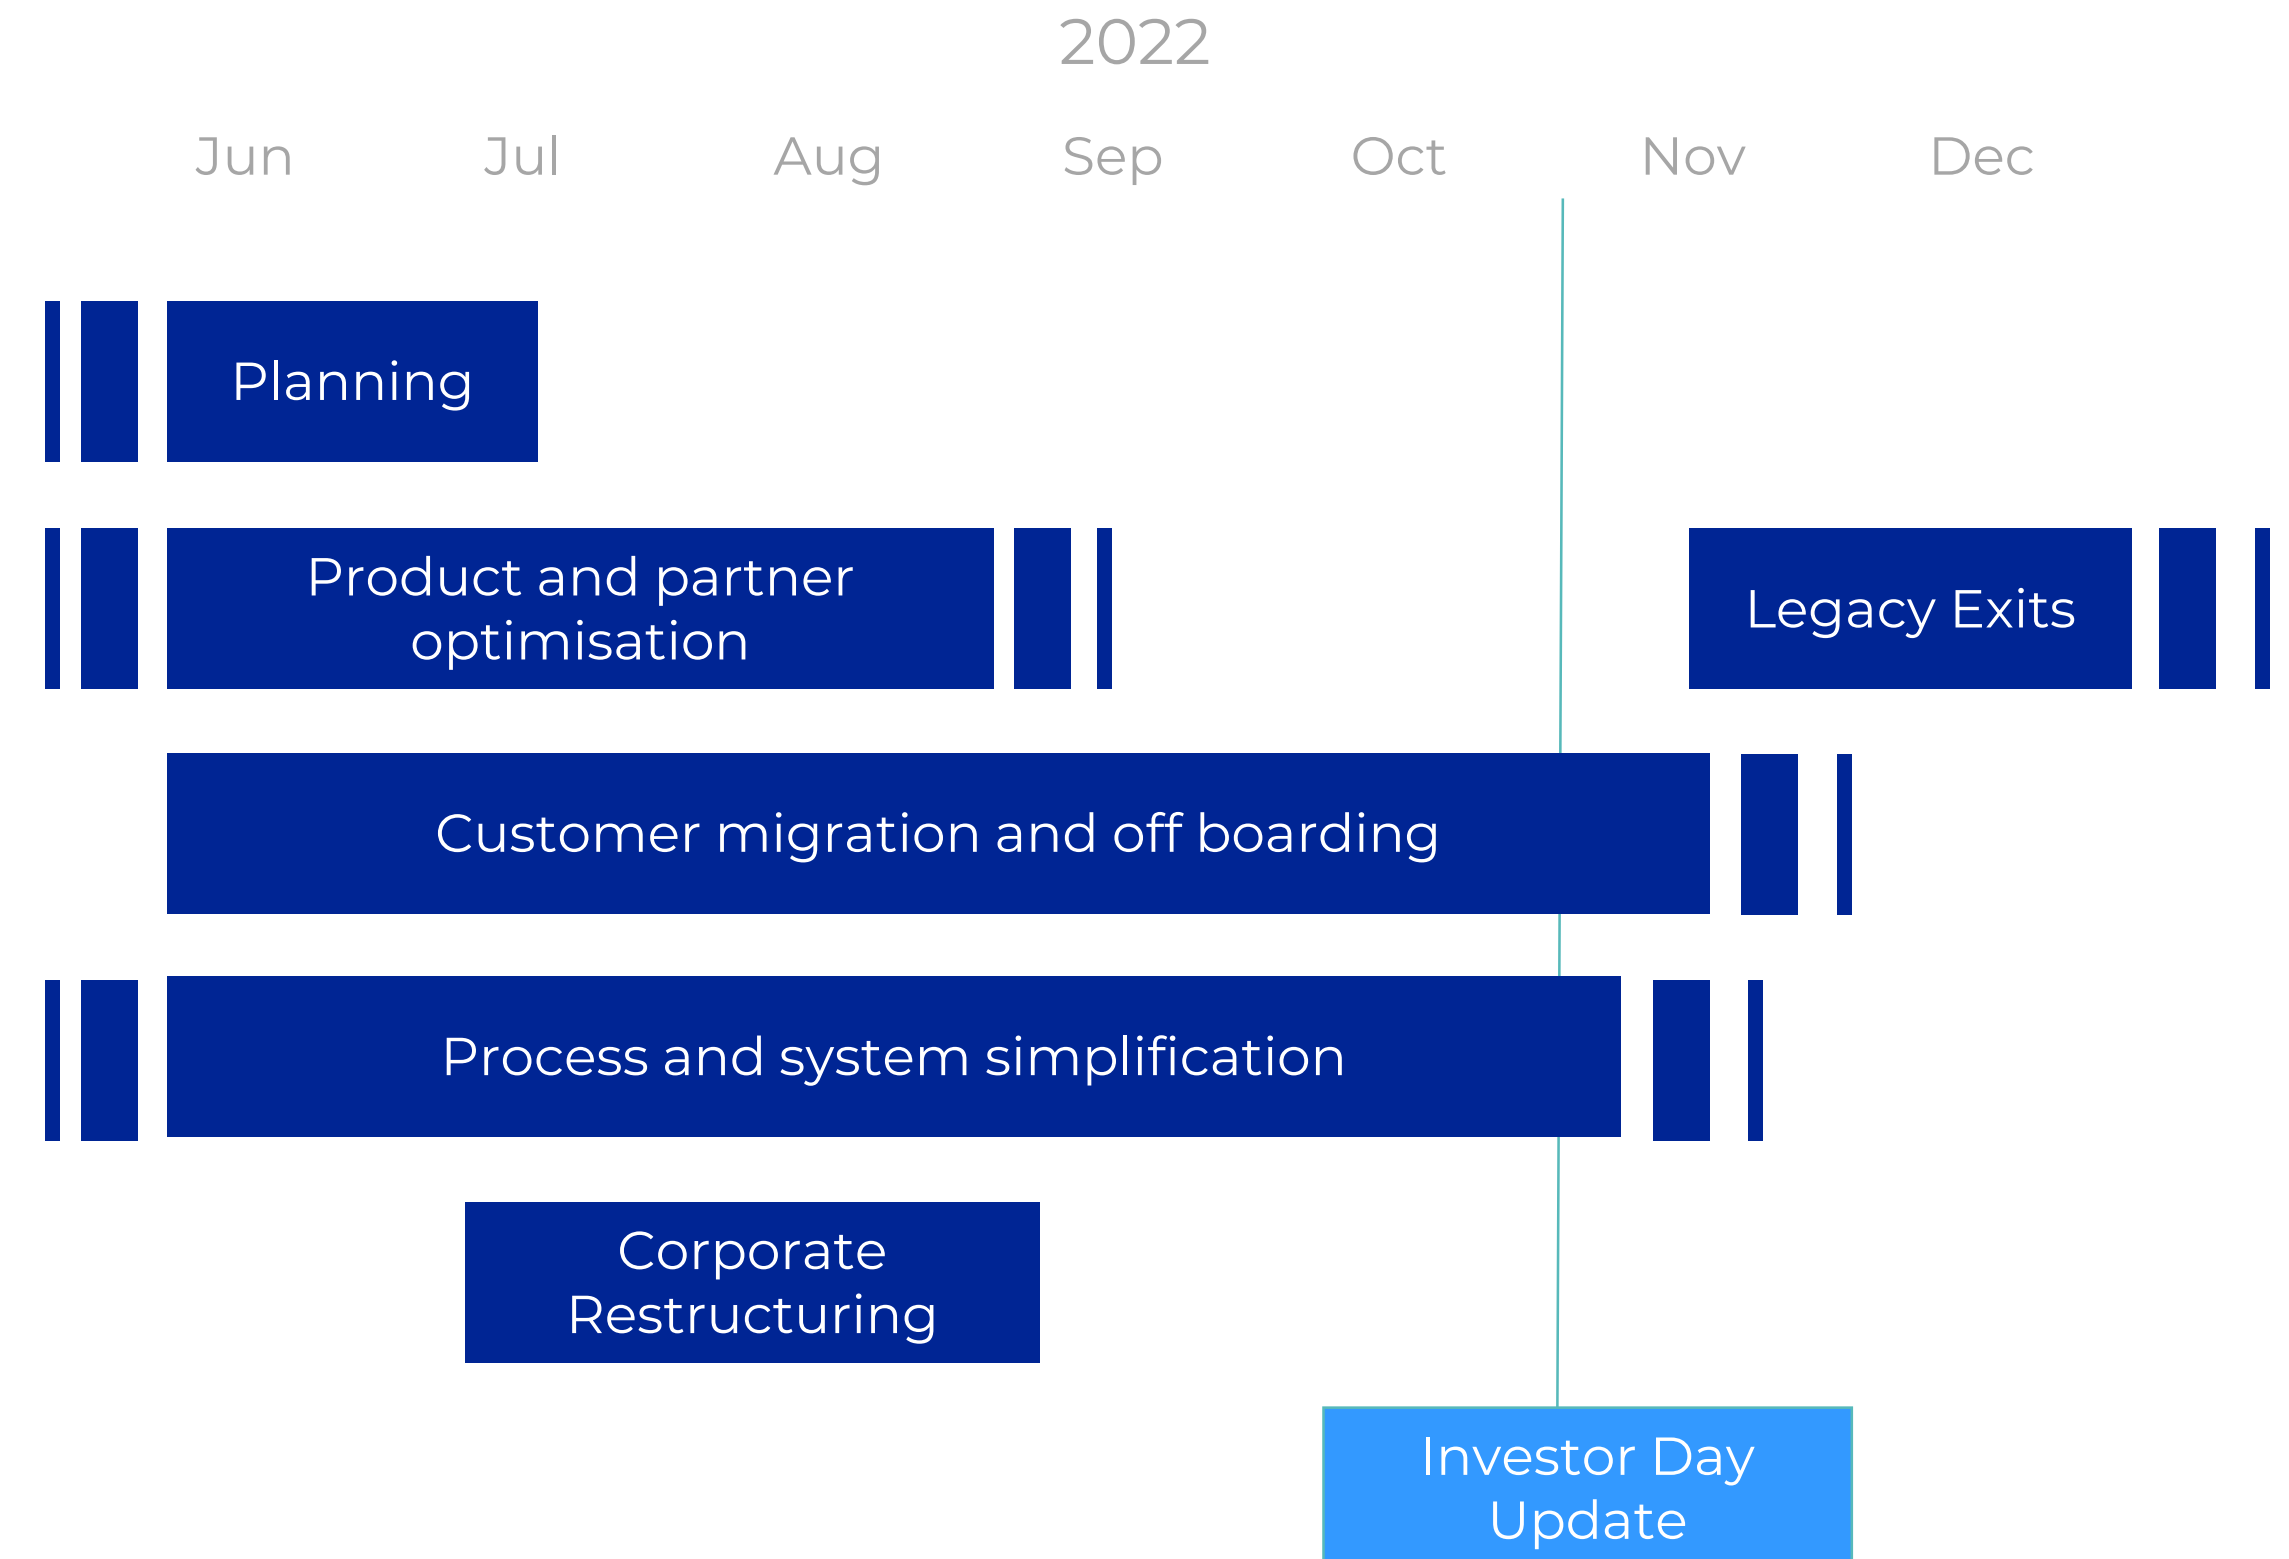 2022
Jun Jul Aug Sep Oct Nov Dec
Planning
Product and partner
optimisation
Legacy Exits
Customer migration and off boarding
Process and system simplification
Corporate
Restructuring
Investor Day
Update